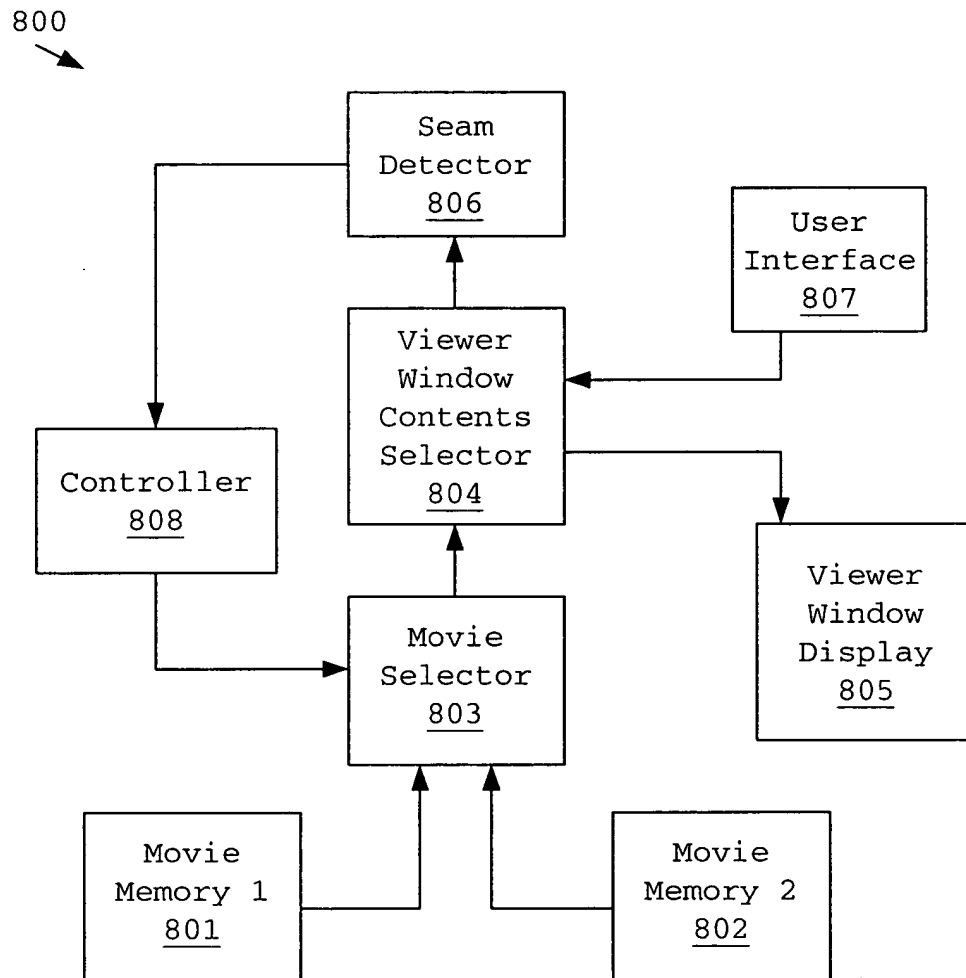 800
Seam
Detector
806
User
Interface
807
Viewer
Window
Contents
Selector
804
Controller
808
Viewer
Window
Display
805
Movie
Selector
803
Movie
Memory 1
801
Movie
Memory 2
802